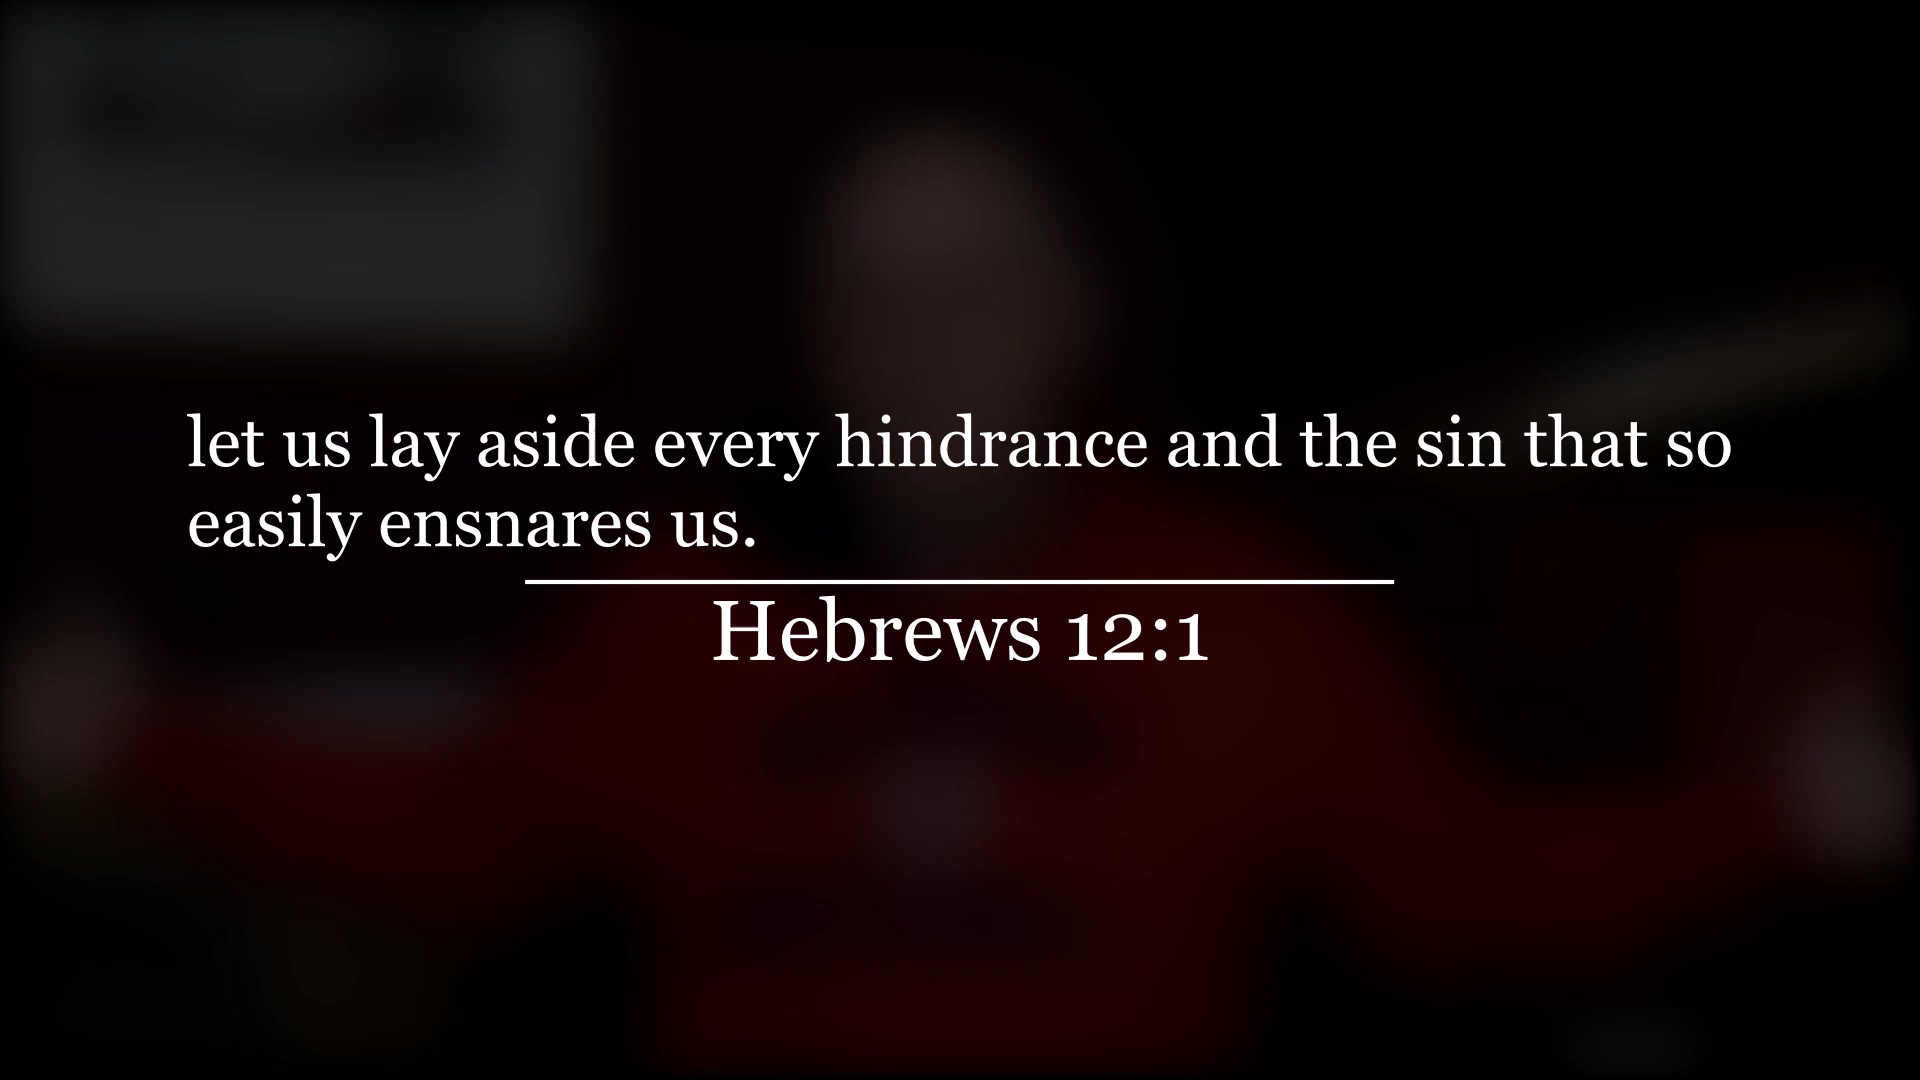 let us lay aside every hindrance and the sin that so
easily ensnares us.
Hebrews 12:1